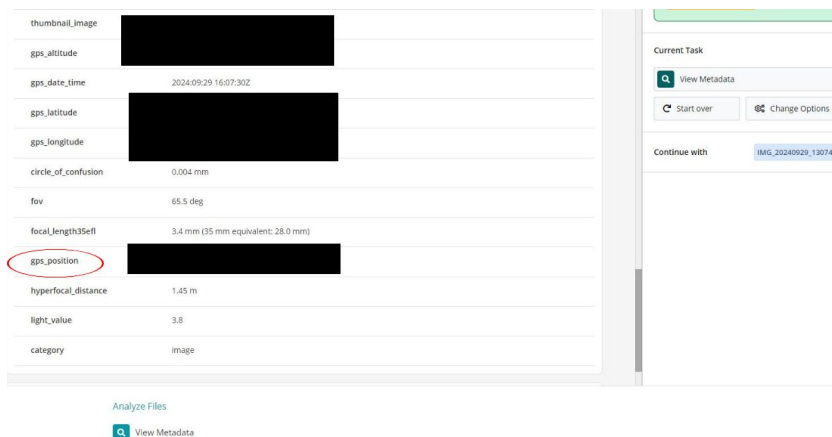 thumbnail_image
gps_altitude
gps_date_time 2024:09:29 16:07:30Z
gps_latitude
gps_longitude
circle_of_confusion 0.004 mm
fov 65.5 deg
focal_length35efl 3.4 mm (35 mm equivalent: 28.0 mm)
gps_position
hyperfocal_distance 1.45 m
light_value 3.8
category image
Current Task
View Metadata
Start over Change Options
Continue with IMG_20240929_13074
Analyze Files
View Metadata